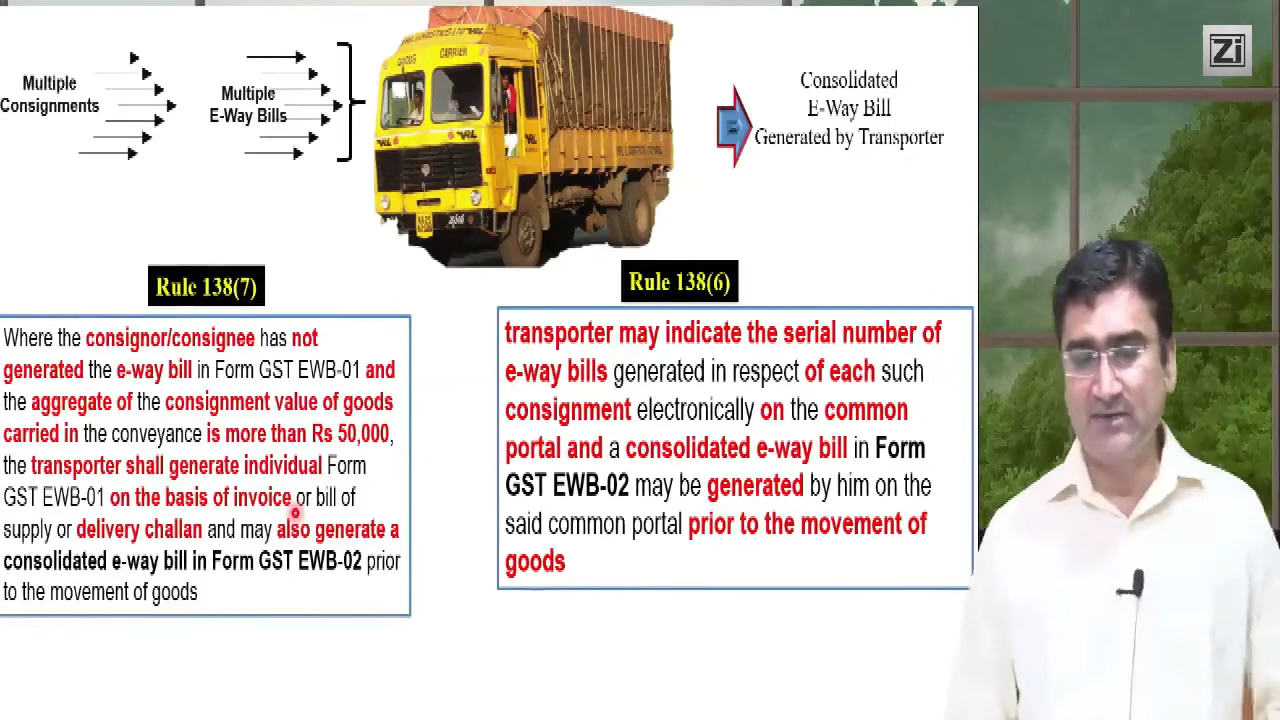 Zi
Multiple
Consignments
Multiple
E-Way Bills
GOODS
CARRIER
VRL
VRL
Consolidated
E-Way Bill
Generated by Transporter
Rule 138(7)
Where the consignor/consignee has not
generated the e-way bill in Form GST EWB-01 and
the aggregate of the consignment value of goods
carried in the conveyance is more than Rs 50,000,
the transporter shall generate individual Form
GST EWB-01 on the basis of invoice or bill of
supply or delivery challan and may also generate a
consolidated e-way bill in Form GST EWB-02 prior
to the movement of goods
Rule 138(6)
transporter may indicate the serial number of
e-way bills generated in respect of each such
consignment electronically on the common
portal and a consolidated e-way bill in Form
GST EWB-02 may be generated by him on the
said common portal prior to the movement of
goods